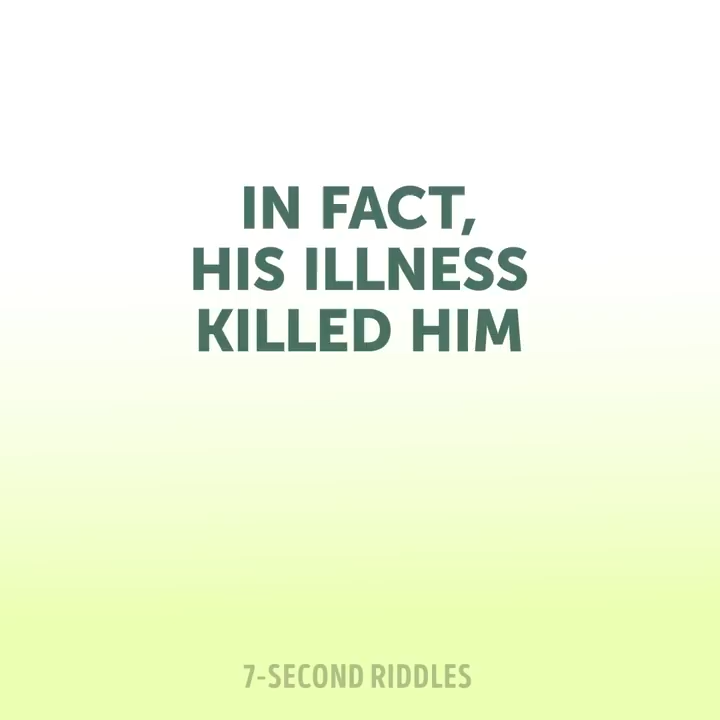 IN FACT,
HIS ILLNESS
KILLED HIM
7-SECOND RIDDLES